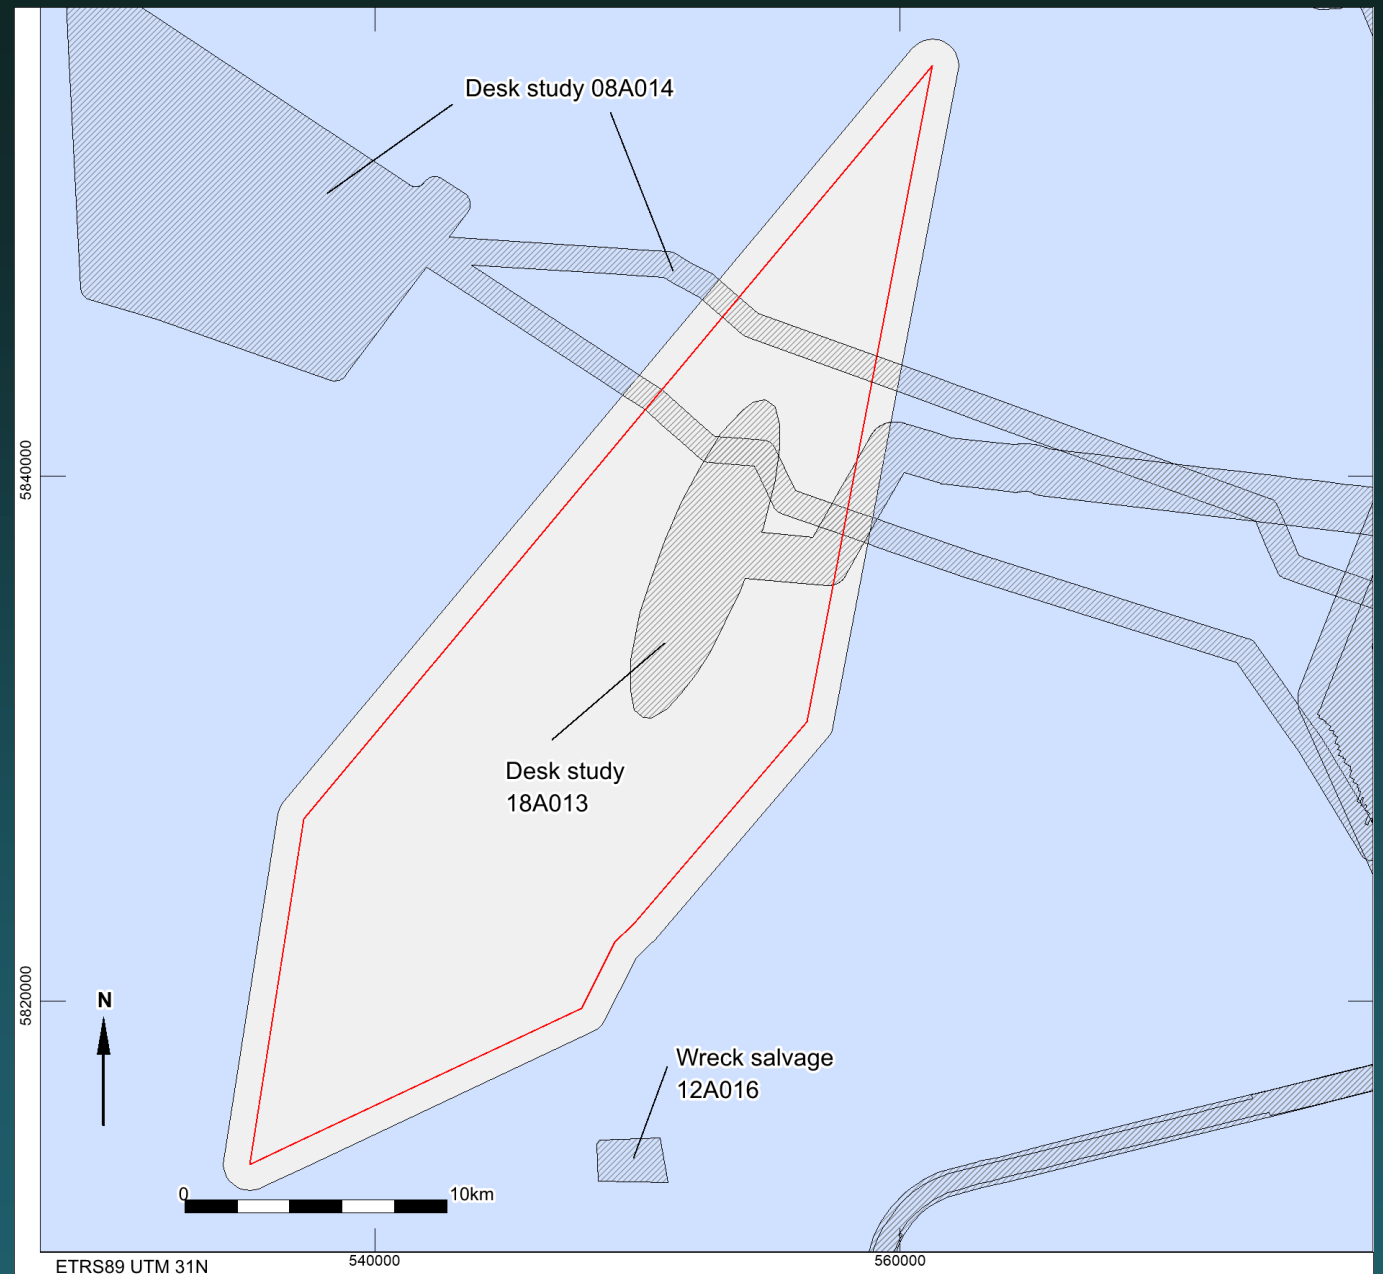 Desk study 08A014
5840000
Desk study
18A013
5820000
N
Wreck salvage
12A016
0
10km
540000
560000
ETRS89 UTM 31N